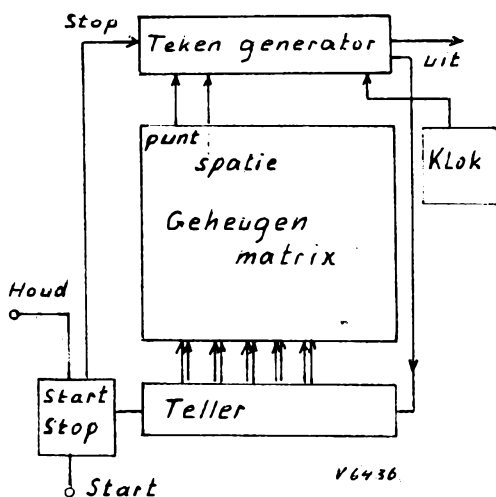 Stop
Teken generator
uit
punt
spatie
Klok
Geheugen
matrix
Houd
Start
Stop
Teller
Start
V6436